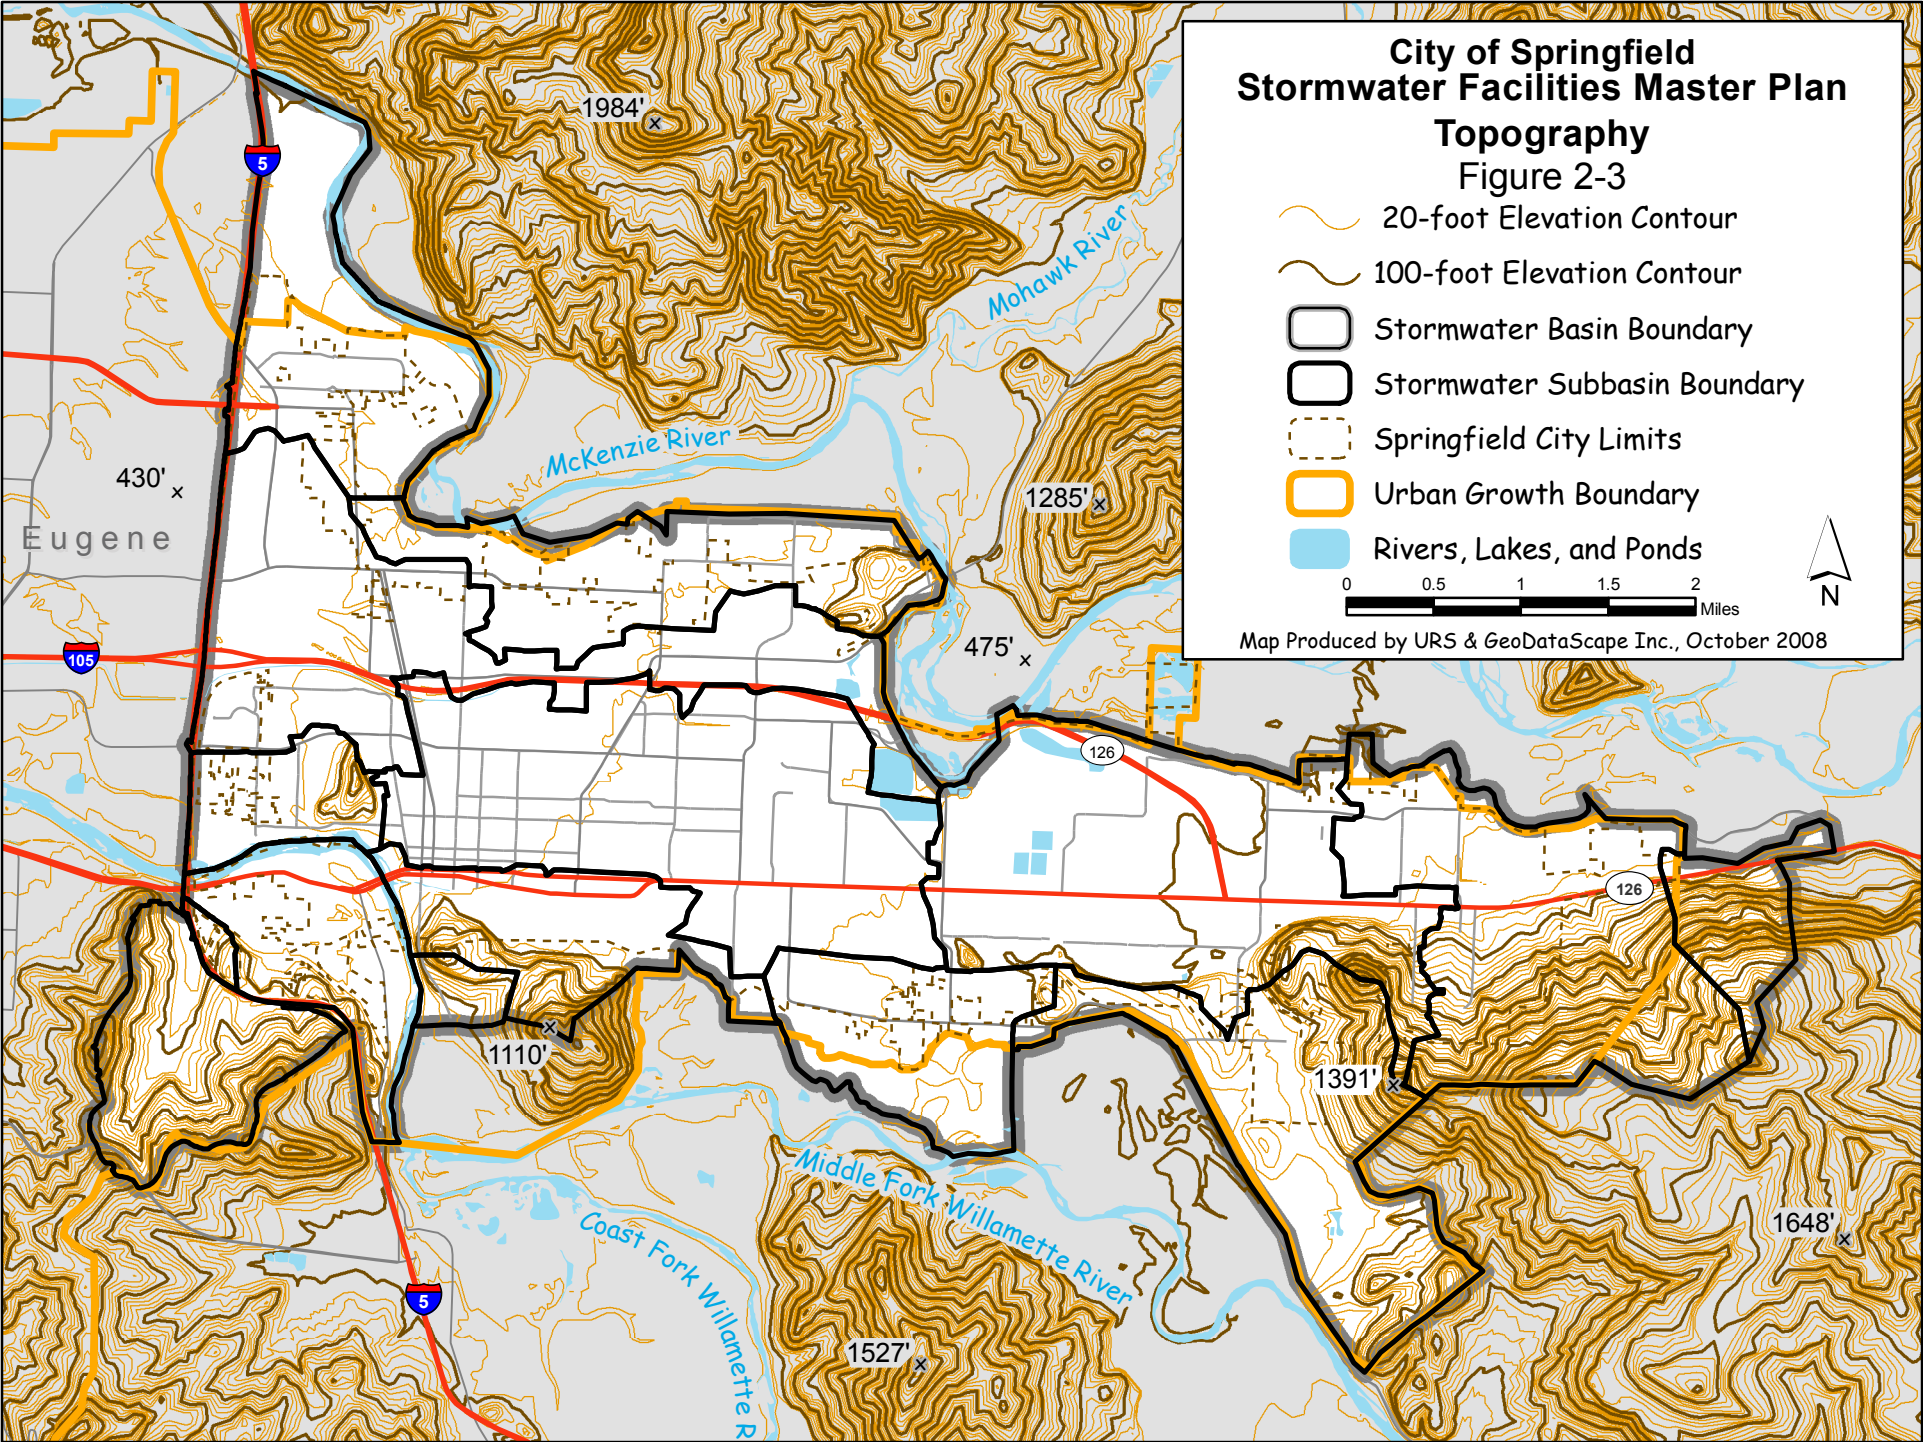 City of Springfield
Stormwater Facilities Master Plan
Topography
Figure 2-3
20-foot Elevation Contour
100-foot Elevation Contour
Stormwater Basin Boundary
Stormwater Subbasin Boundary
Springfield City Limits
Urban Growth Boundary
Rivers, Lakes, and Ponds
0 0.5 1 1.5 2
Miles
N
Map Produced by URS & GeoDataScape Inc., October 2008
1984'
5
Mohawk River
McKenzie River
430'
1285'
Eugene
475'
105
126
126
1110'
1391'
Middle Fork Willamette River
Coast Fork Willamette R
1648'
5
1527'